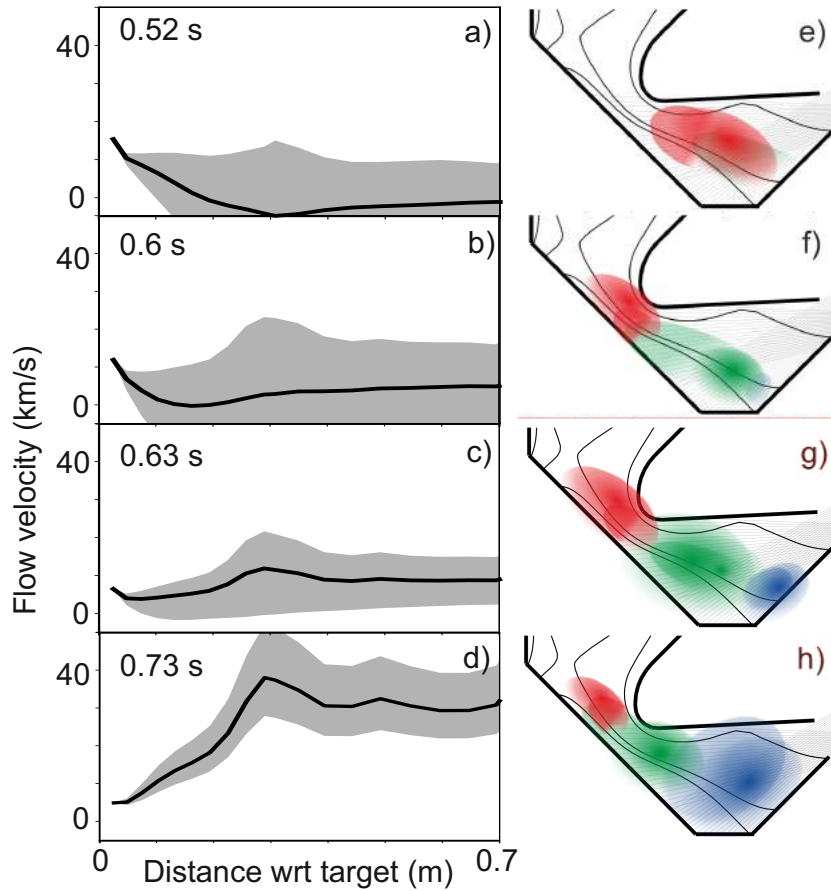 0.52 s
a)
40
0
e)
0.6 s
b)
40
0
f)
0.63 s
c)
40
0
g)
0.73 s
d)
40
0
h)
Flow velocity (km/s)
0
0.7
Distance wrt target (m)